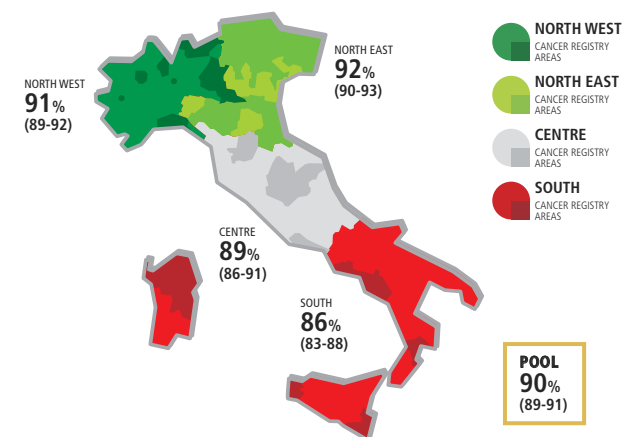 NORTH WEST
91%
(89-92)
NORTH EAST
92%
(90-93)
CENTRE
89%
(86-91)
SOUTH
86%
(83-88)
NORTH WEST
CANCER REGISTRY
AREAS
NORTH EAST
CANCER REGISTRY
AREAS
CENTRE
CANCER REGISTRY
AREAS
SOUTH
CANCER REGISTRY
AREAS
POOL
90%
(89-91)